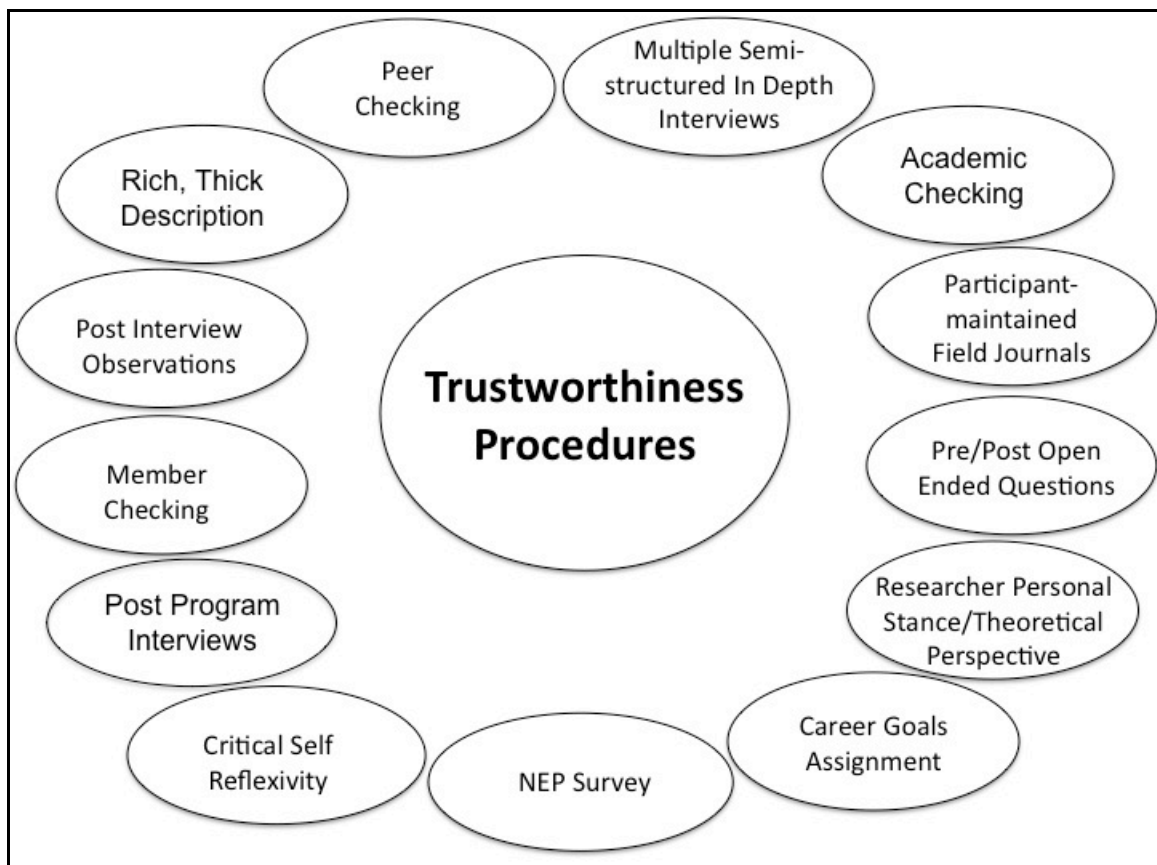 Peer
Checking
Multiple Semi-
structured In Depth
Interviews
Rich, Thick
Description
Academic
Checking
Post Interview
Observations
Participant-
maintained
Field Journals
Trustworthiness
Procedures
Member
Checking
Pre/Post Open
Ended Questions
Post Program
Interviews
Researcher Personal
Stance/Theoretical
Perspective
Critical Self
Reflexivity
NEP Survey
Career Goals
Assignment